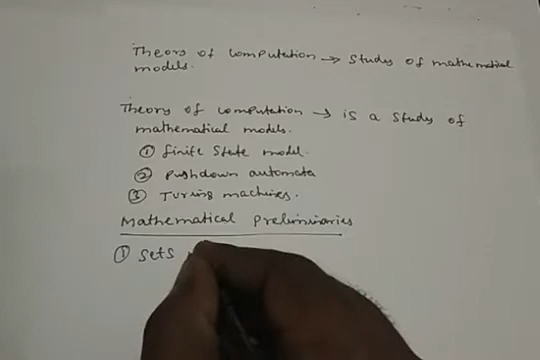 Theory of Computation → Study of mathematical
models.
Theory of computation → is a study of
mathematical models.
① finite state model.
② pushdown automata
③ Turing machines.
Mathematical Preliminaries
① Sets